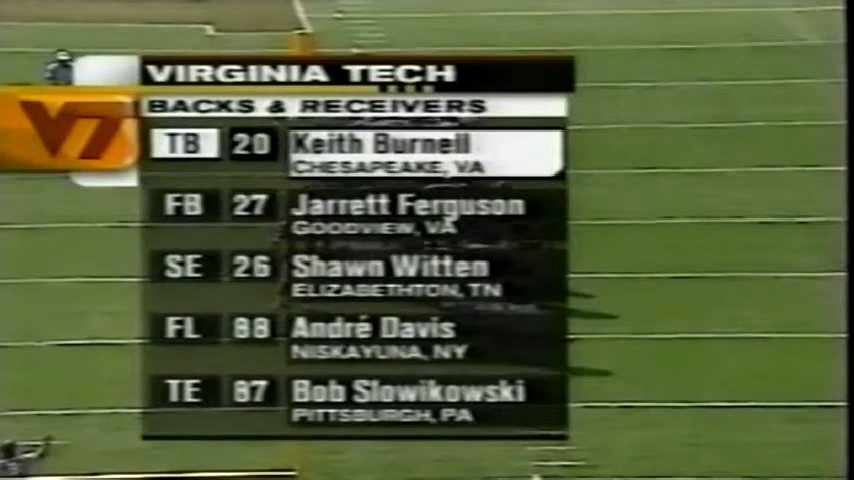 VIRGINIA TECH
BACKS & RECEIVERS
TB 20 Keith Burnell
CHESAPEAKE, VA
FB 27 Jarrett Ferguson
GOODVIEW, VA
SE 26 Shawn Witten
ELIZABETHTON, TN
FL 88 André Davis
NISKAYUNA, NY
TE 87 Bob Slowikowski
PITTSBURGH, PA
VT